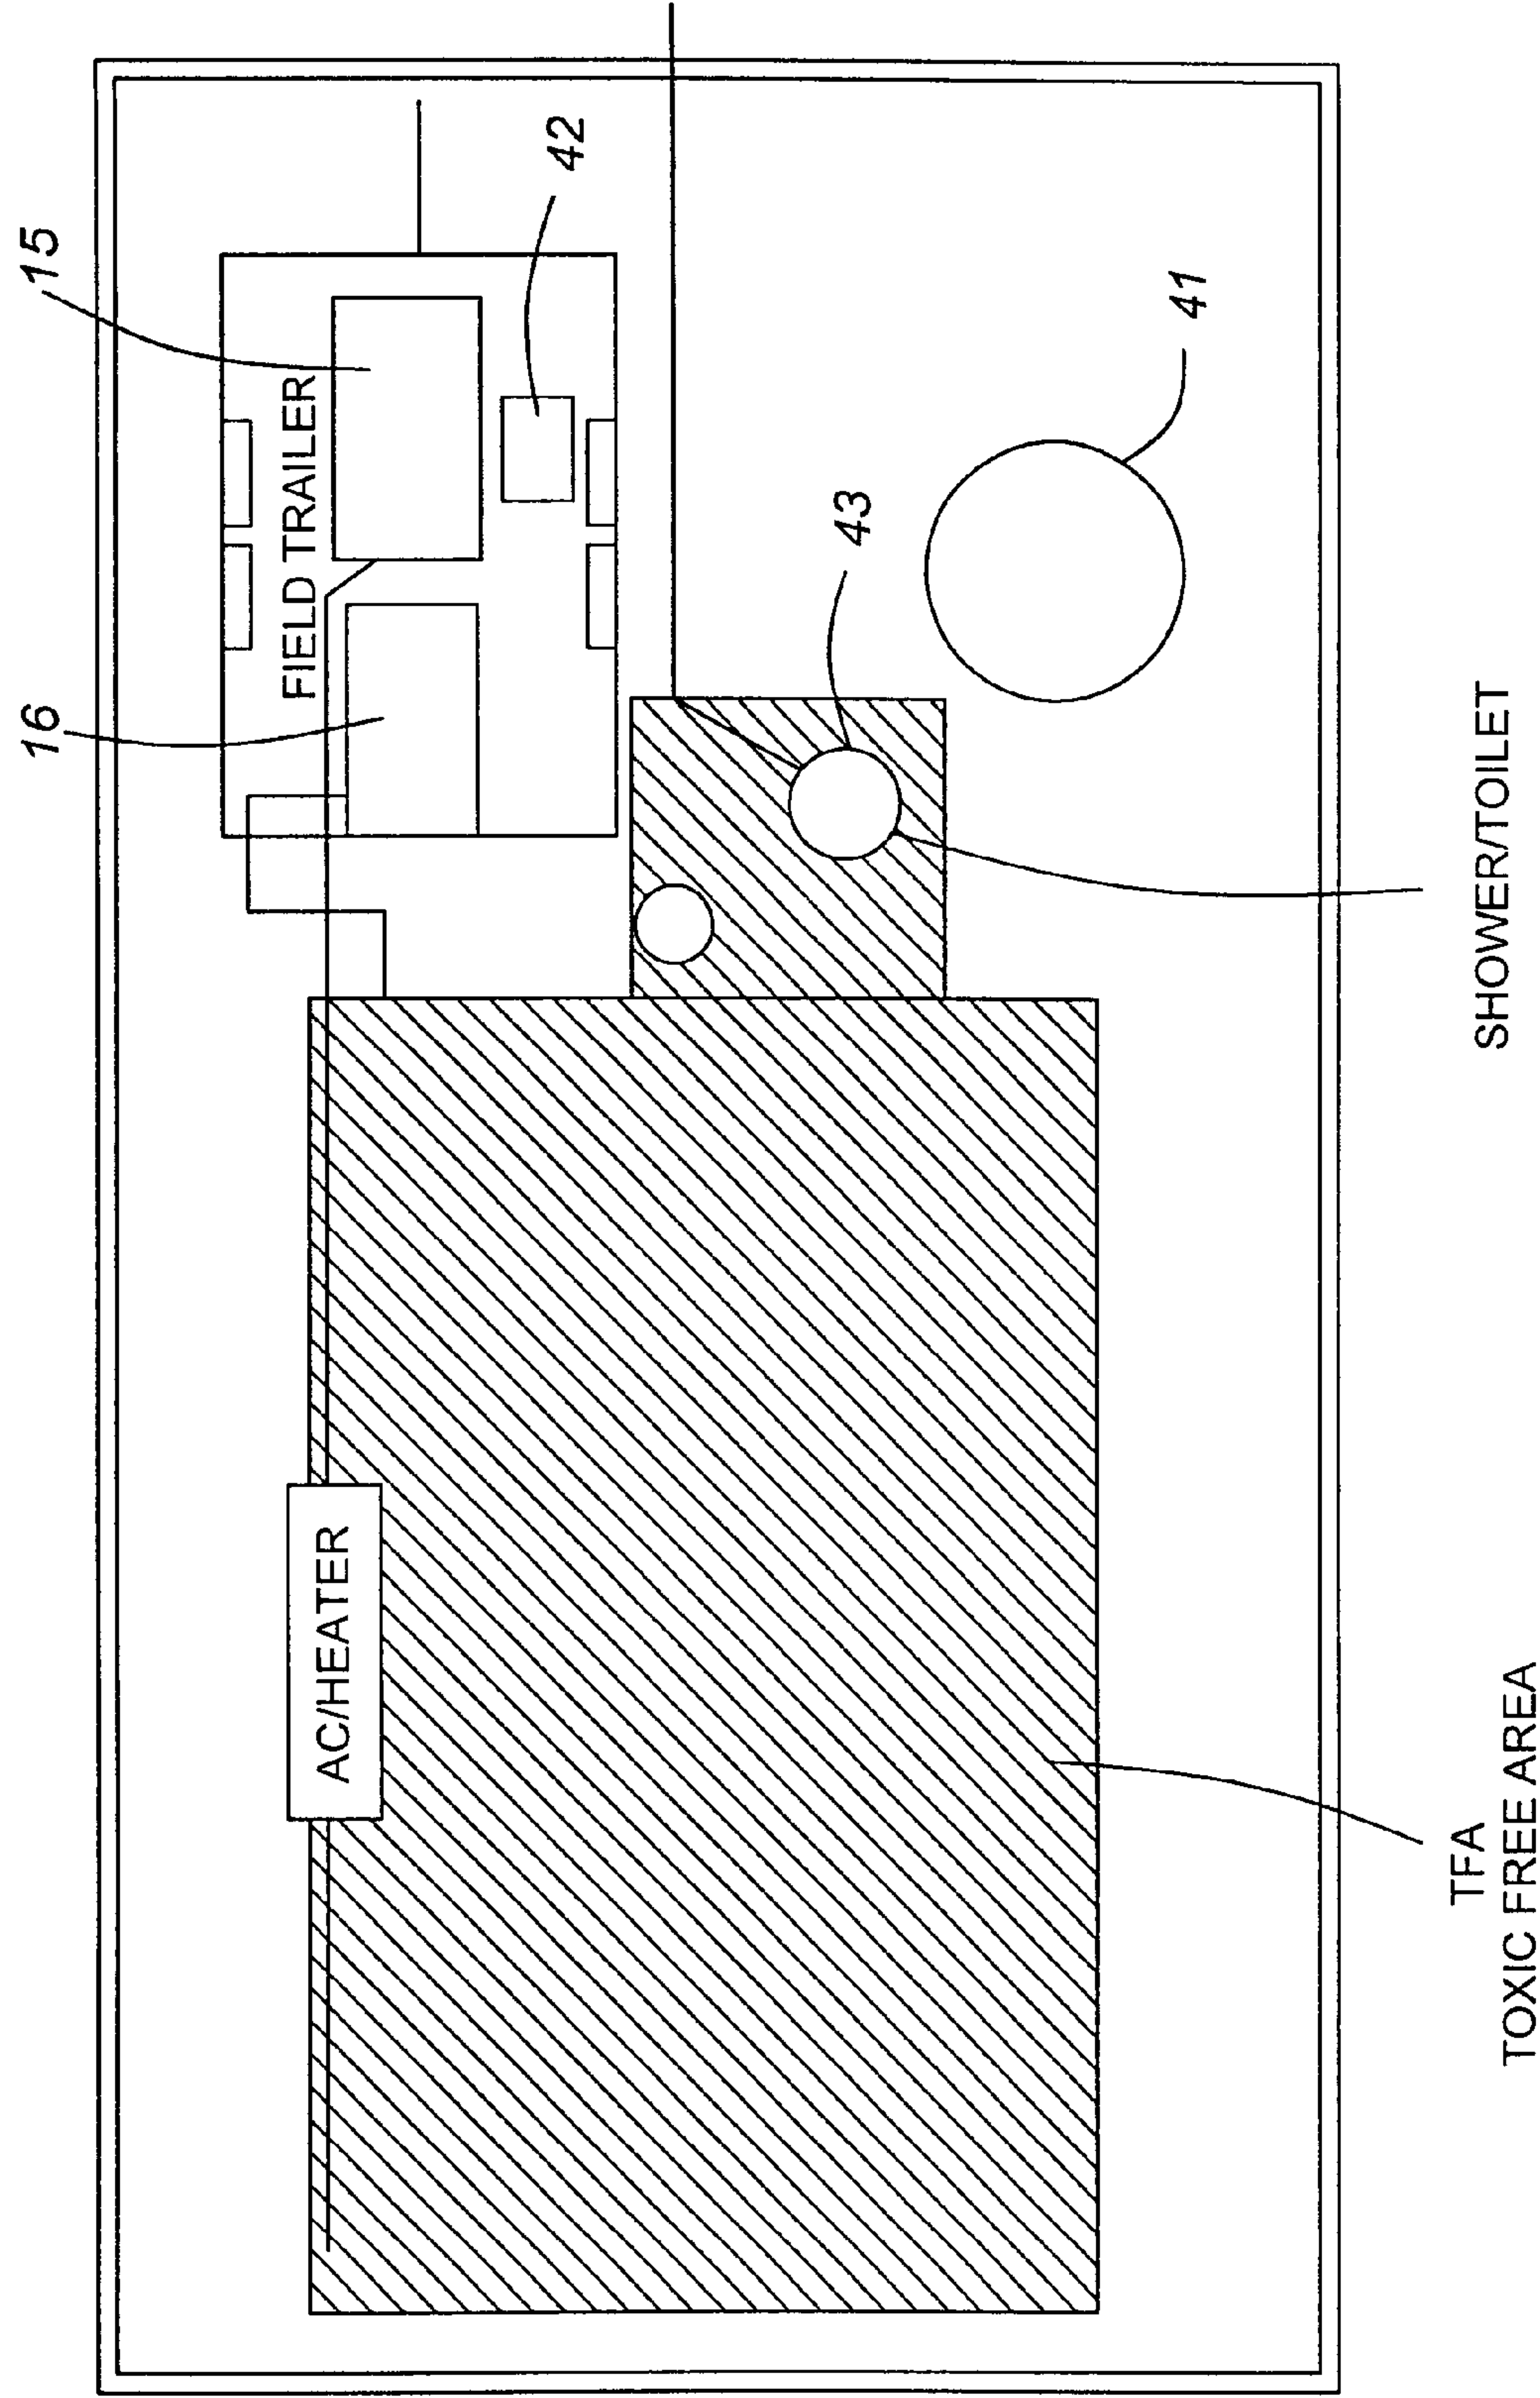 15
16
FIELD TRAILER
42
43
41
AC/HEATER
SHOWER/TOILET
TFA
TOXIC FREE AREA